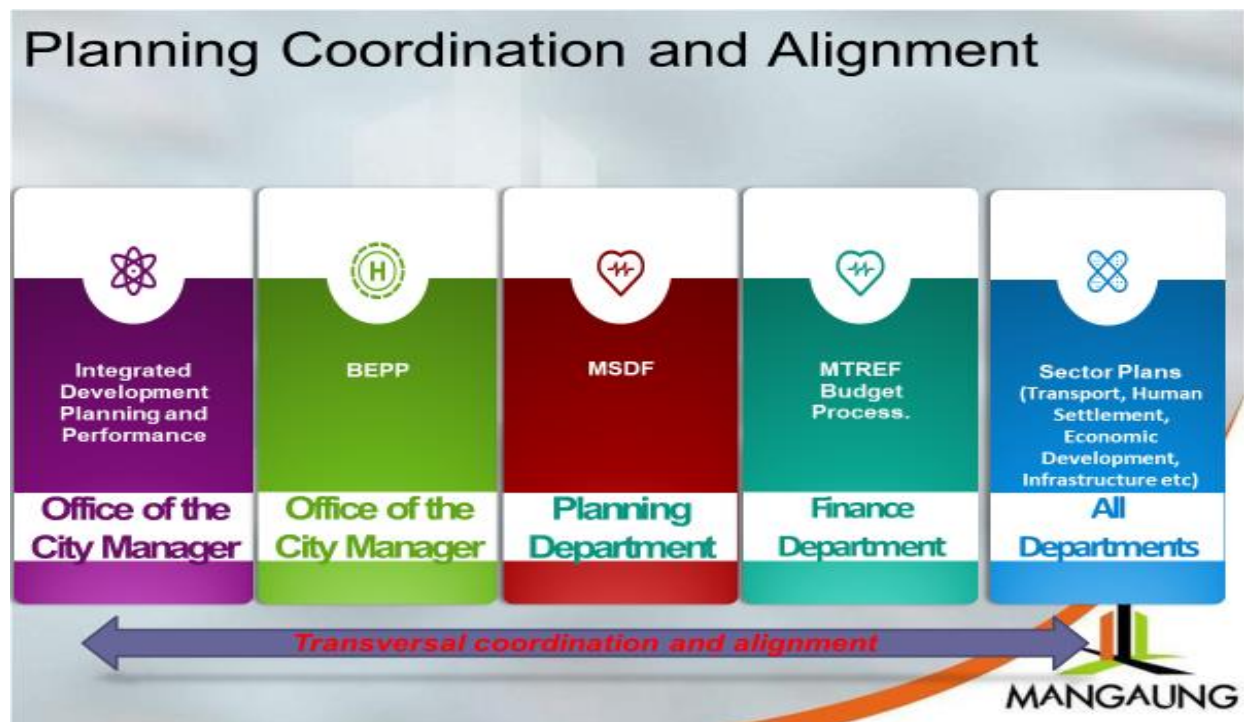 Planning Coordination and Alignment
H
Integrated
Development
Planning and
Performance
Office of the
City Manager
BEPP
Office of the
City Manager
MSDF
Planning
Department
MTREF
Budget
Process.
Finance
Department
Sector Plans
(Transport, Human
Settlement,
Economic
Development,
Infrastructure etc)
All
Departments
Transversal coordination and alignment
MANGAUNG